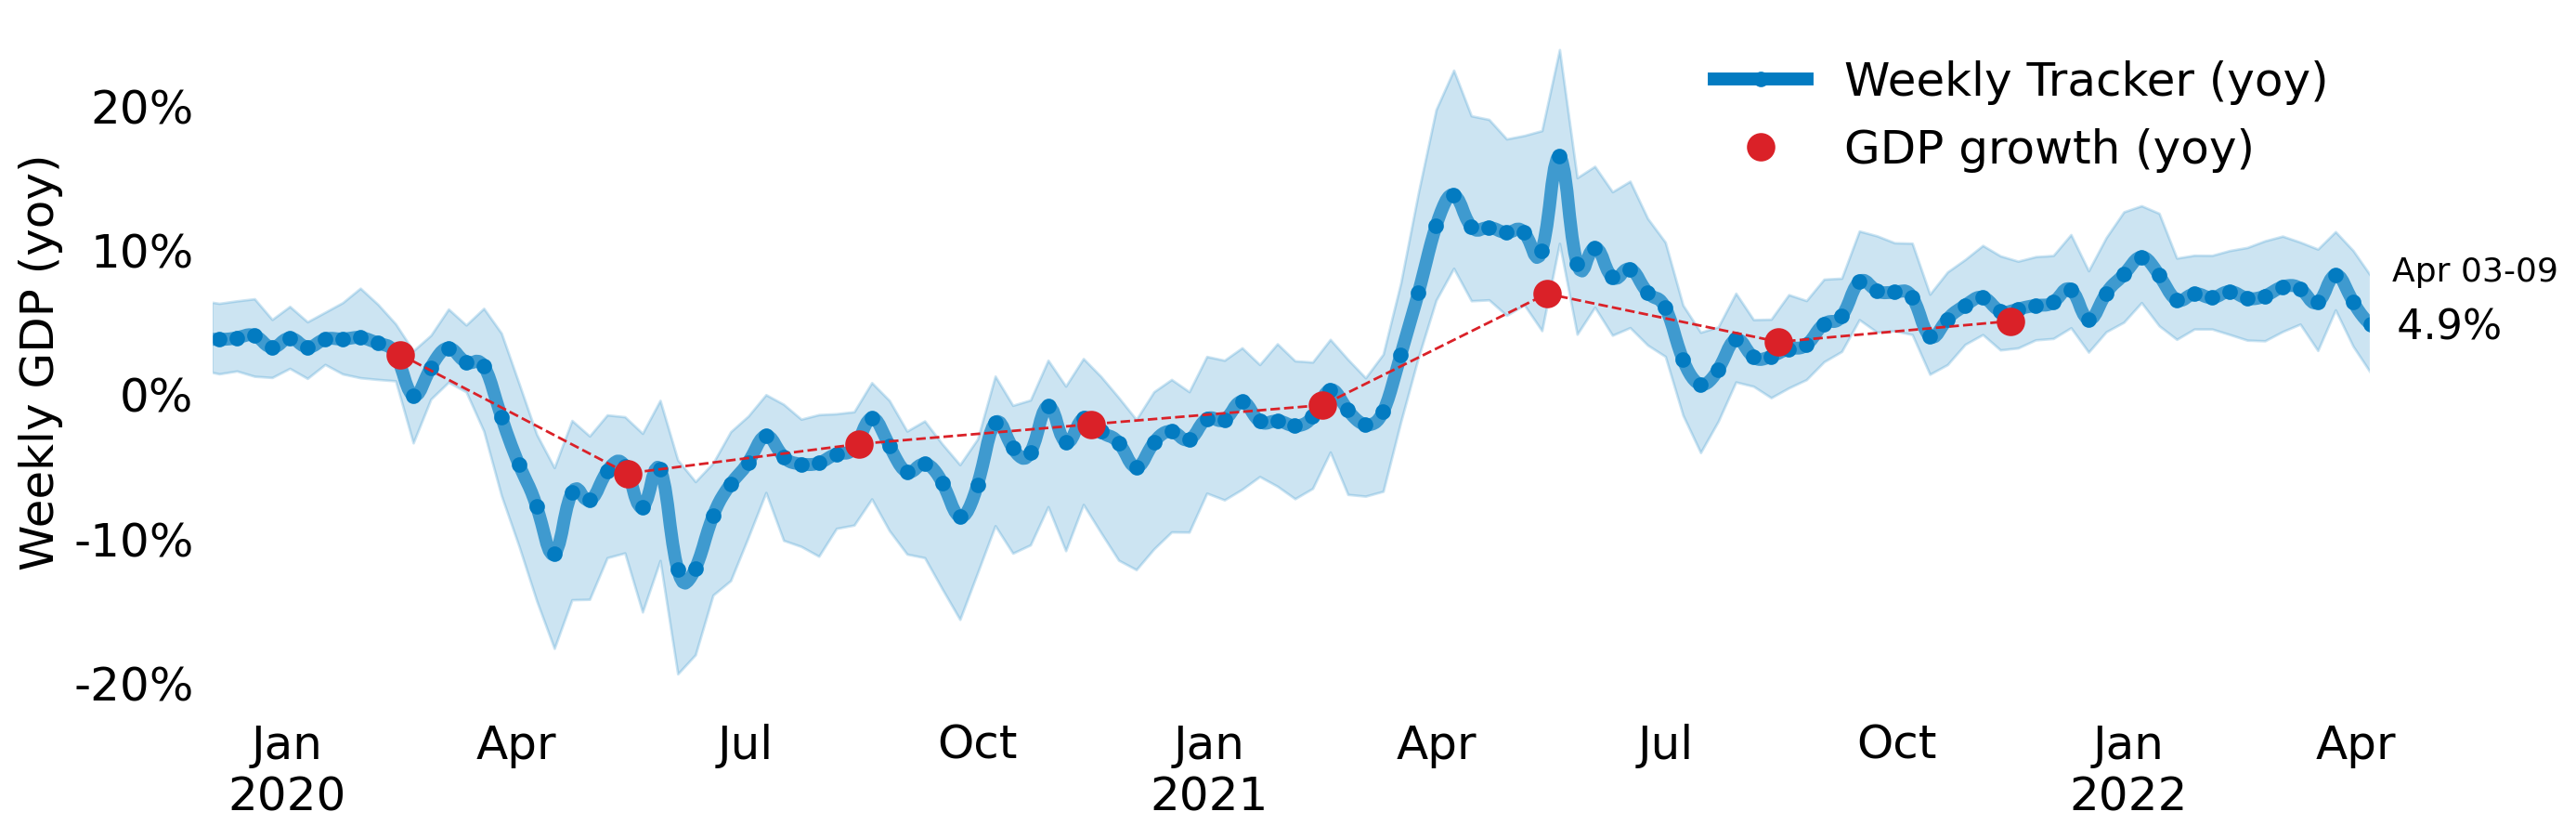 Weekly GDP (yoy)
20%
10%
0%
-10%
-20%
Weekly Tracker (yoy)
GDP growth (yoy)
Apr 03-09
4.9%
Jan Apr Jul Oct Jan Apr Jul Oct Jan Apr
2020 2021 2022